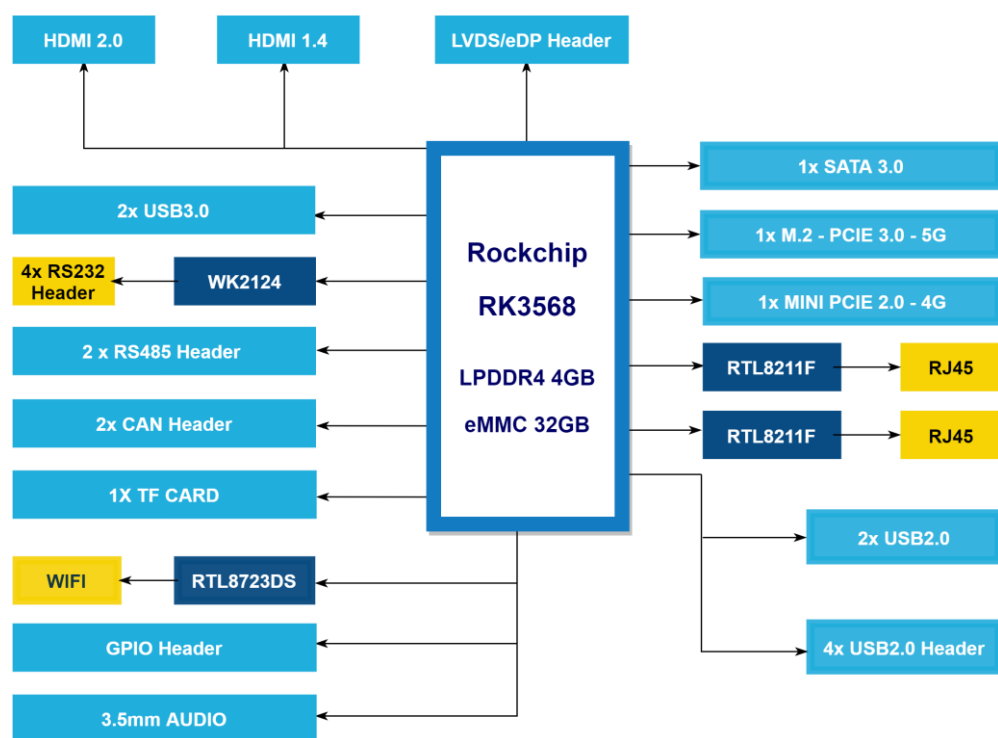 HDMI 2.0
HDMI 1.4
LVDS/eDP Header
2x USB3.0
4x RS232
Header
WK2124
2 x RS485 Header
2x CAN Header
1X TF CARD
WIFI
RTL8723DS
GPIO Header
3.5mm AUDIO
Rockchip
RK3568
LPDDR4 4GB
eMMC 32GB
1x SATA 3.0
1x M.2 - PCIE 3.0 - 5G
1x MINI PCIE 2.0 - 4G
RTL8211F
RJ45
RTL8211F
RJ45
2x USB2.0
4x USB2.0 Header